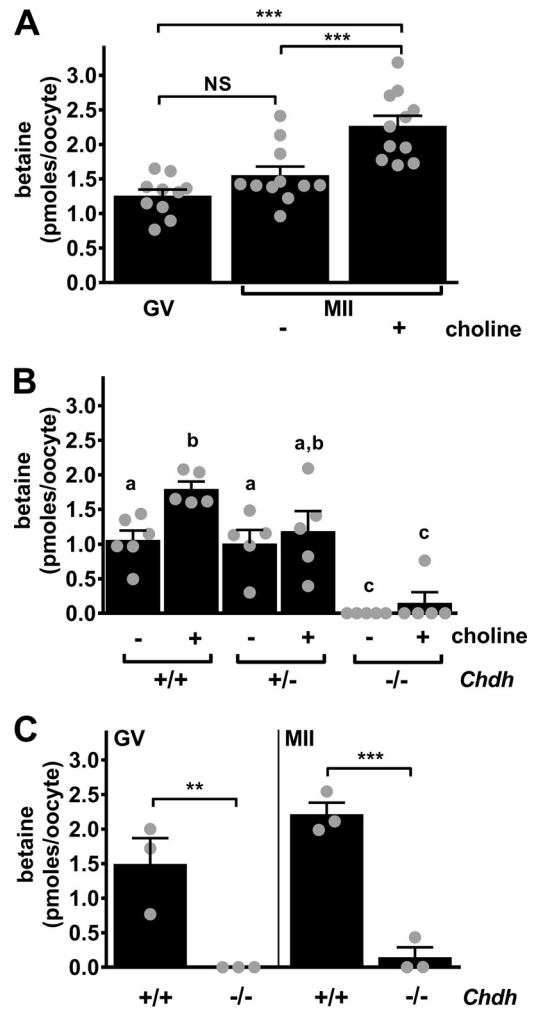 A
***
***
NS
betaine
(pmoles/oocyte)
3.0
2.5
2.0
1.5
1.0
0.5
0.0
GV
MII
- + choline
B
betaine
(pmoles/oocyte)
3.0
2.5
2.0
1.5
1.0
0.5
0.0
a b a a,b c c
- + - + - + choline
+/+ +/- -/- Chdh
C
GV MII
betaine
(pmoles/oocyte)
3.0
2.5
2.0
1.5
1.0
0.5
0.0
** ***
+/+ -/- +/+ -/- Chdh